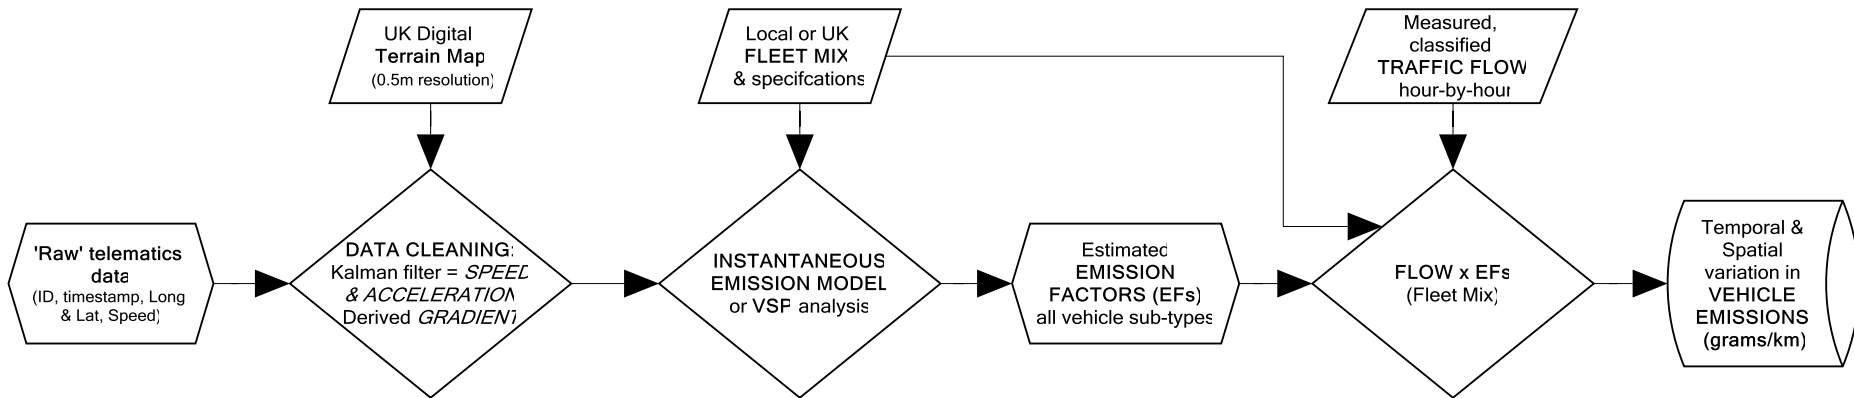 UK Digital
Terrain Map
(0.5m resolution)
Local or UK
FLEET MIX
& specifcations
Measured,
classified
TRAFFIC FLOW
hour-by-hour
'Raw' telematics
data
(ID, timestamp, Long
& Lat, Speed)
DATA CLEANING:
Kalman filter = SPEED
& ACCELERATION
Derived GRADIENT
INSTANTANEOUS
EMISSION MODEL
or VSP analysis
Estimated
EMISSION
FACTORS (EFs)
all vehicle sub-types
FLOW x EFs
(Fleet Mix)
Temporal &
Spatial
variation in
VEHICLE
EMISSIONS
(grams/km)